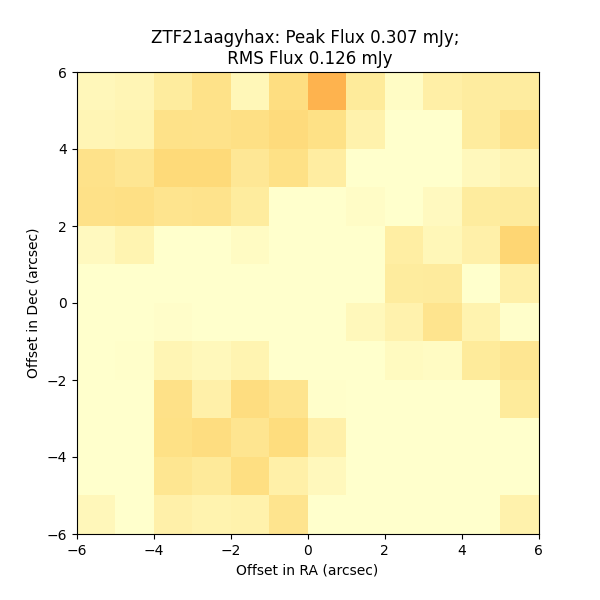 ZTF21aagyhax: Peak Flux 0.307 mJy;
RMS Flux 0.126 mJy
6
4
2
0
−2
−4
−6
Offset in Dec (arcsec)
−6 −4 −2 0 2 4 6
Offset in RA (arcsec)